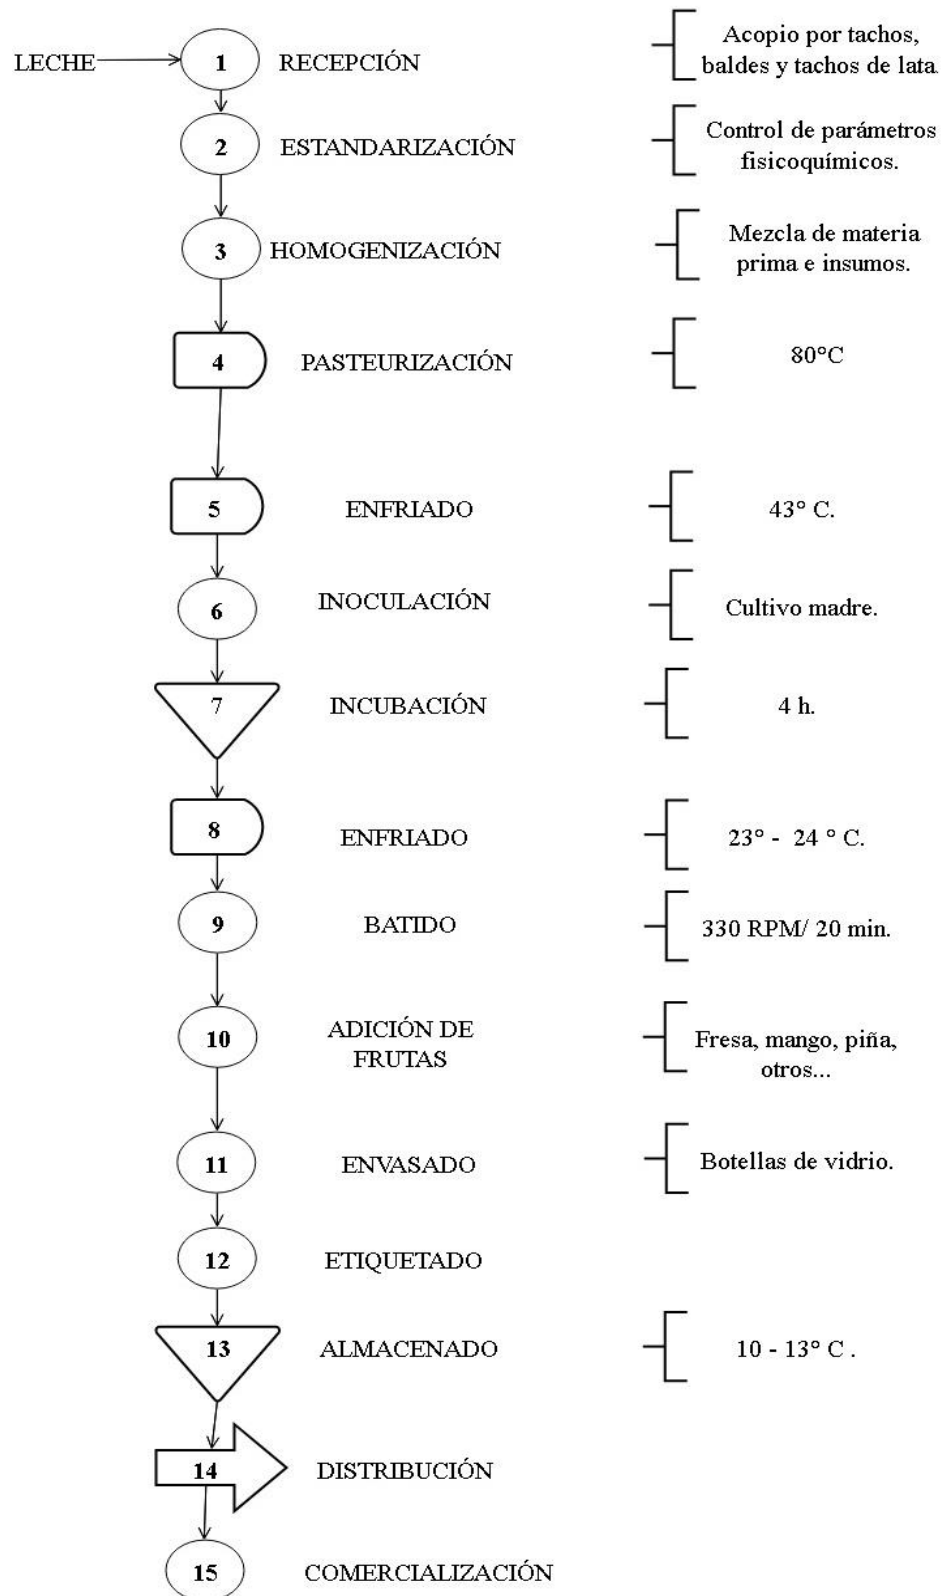 LECHE
1
RECEPCIÓN
Acopio por tachos,
baldes y tachos de lata.
2
ESTANDARIZACIÓN
Control de parámetros
fisicoquímicos.
3
HOMOGENIZACIÓN
Mezcla de materia
prima e insumos.
4
PASTEURIZACIÓN
80°C
5
ENFRIADO
43° C.
6
INOCULACIÓN
Cultivo madre.
7
INCUBACIÓN
4 h.
8
ENFRIADO
23° - 24 ° C.
9
BATIDO
330 RPM/ 20 min.
10
ADICIÓN DE
FRUTAS
Fresa, mango, piña,
otros...
11
ENVASADO
Botellas de vidrio.
12
ETIQUETADO
13
ALMACENADO
10 - 13° C .
14
DISTRIBUCIÓN
15
COMERCIALIZACIÓN